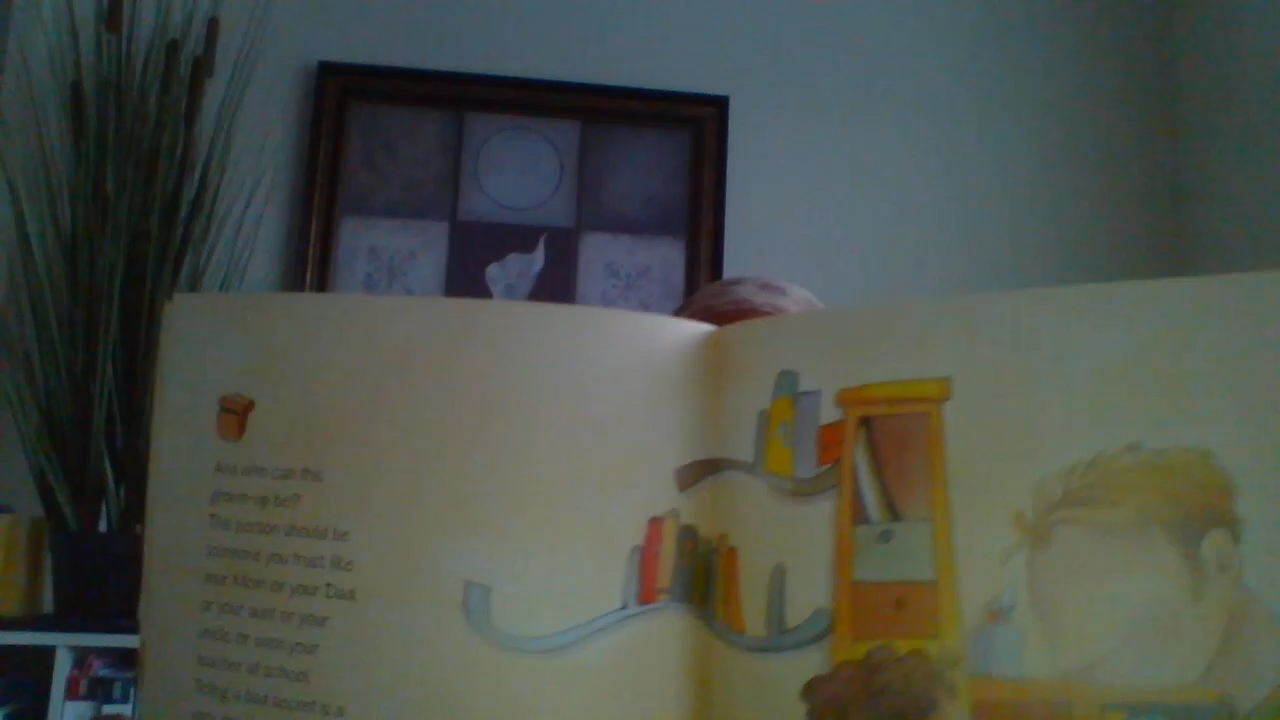 And who can this
grown-up be?
The person should be
someone you trust like
your Mom or your Dad,
or your aunt or your
uncle, or even your
teacher at school.
Telling a bad secret is a